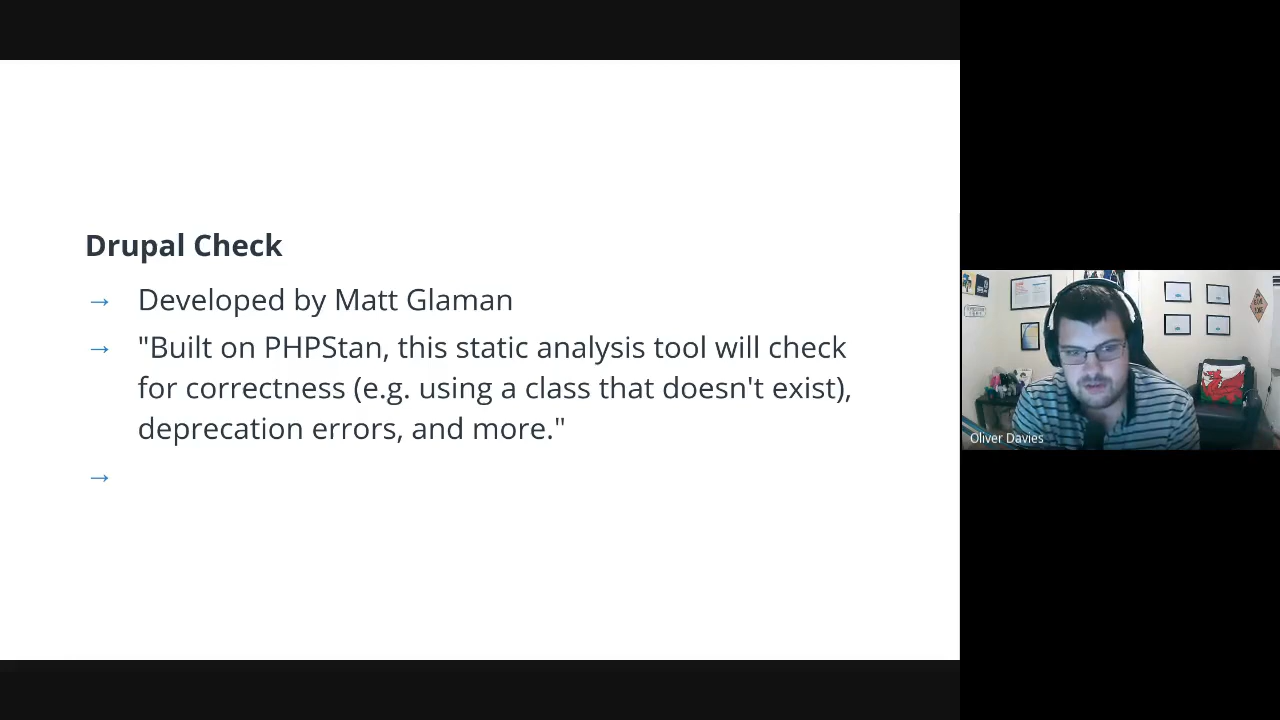 Drupal Check
→ Developed by Matt Glaman
→ "Built on PHPStan, this static analysis tool will check
for correctness (e.g. using a class that doesn't exist),
deprecation errors, and more."
→
Oliver Davies